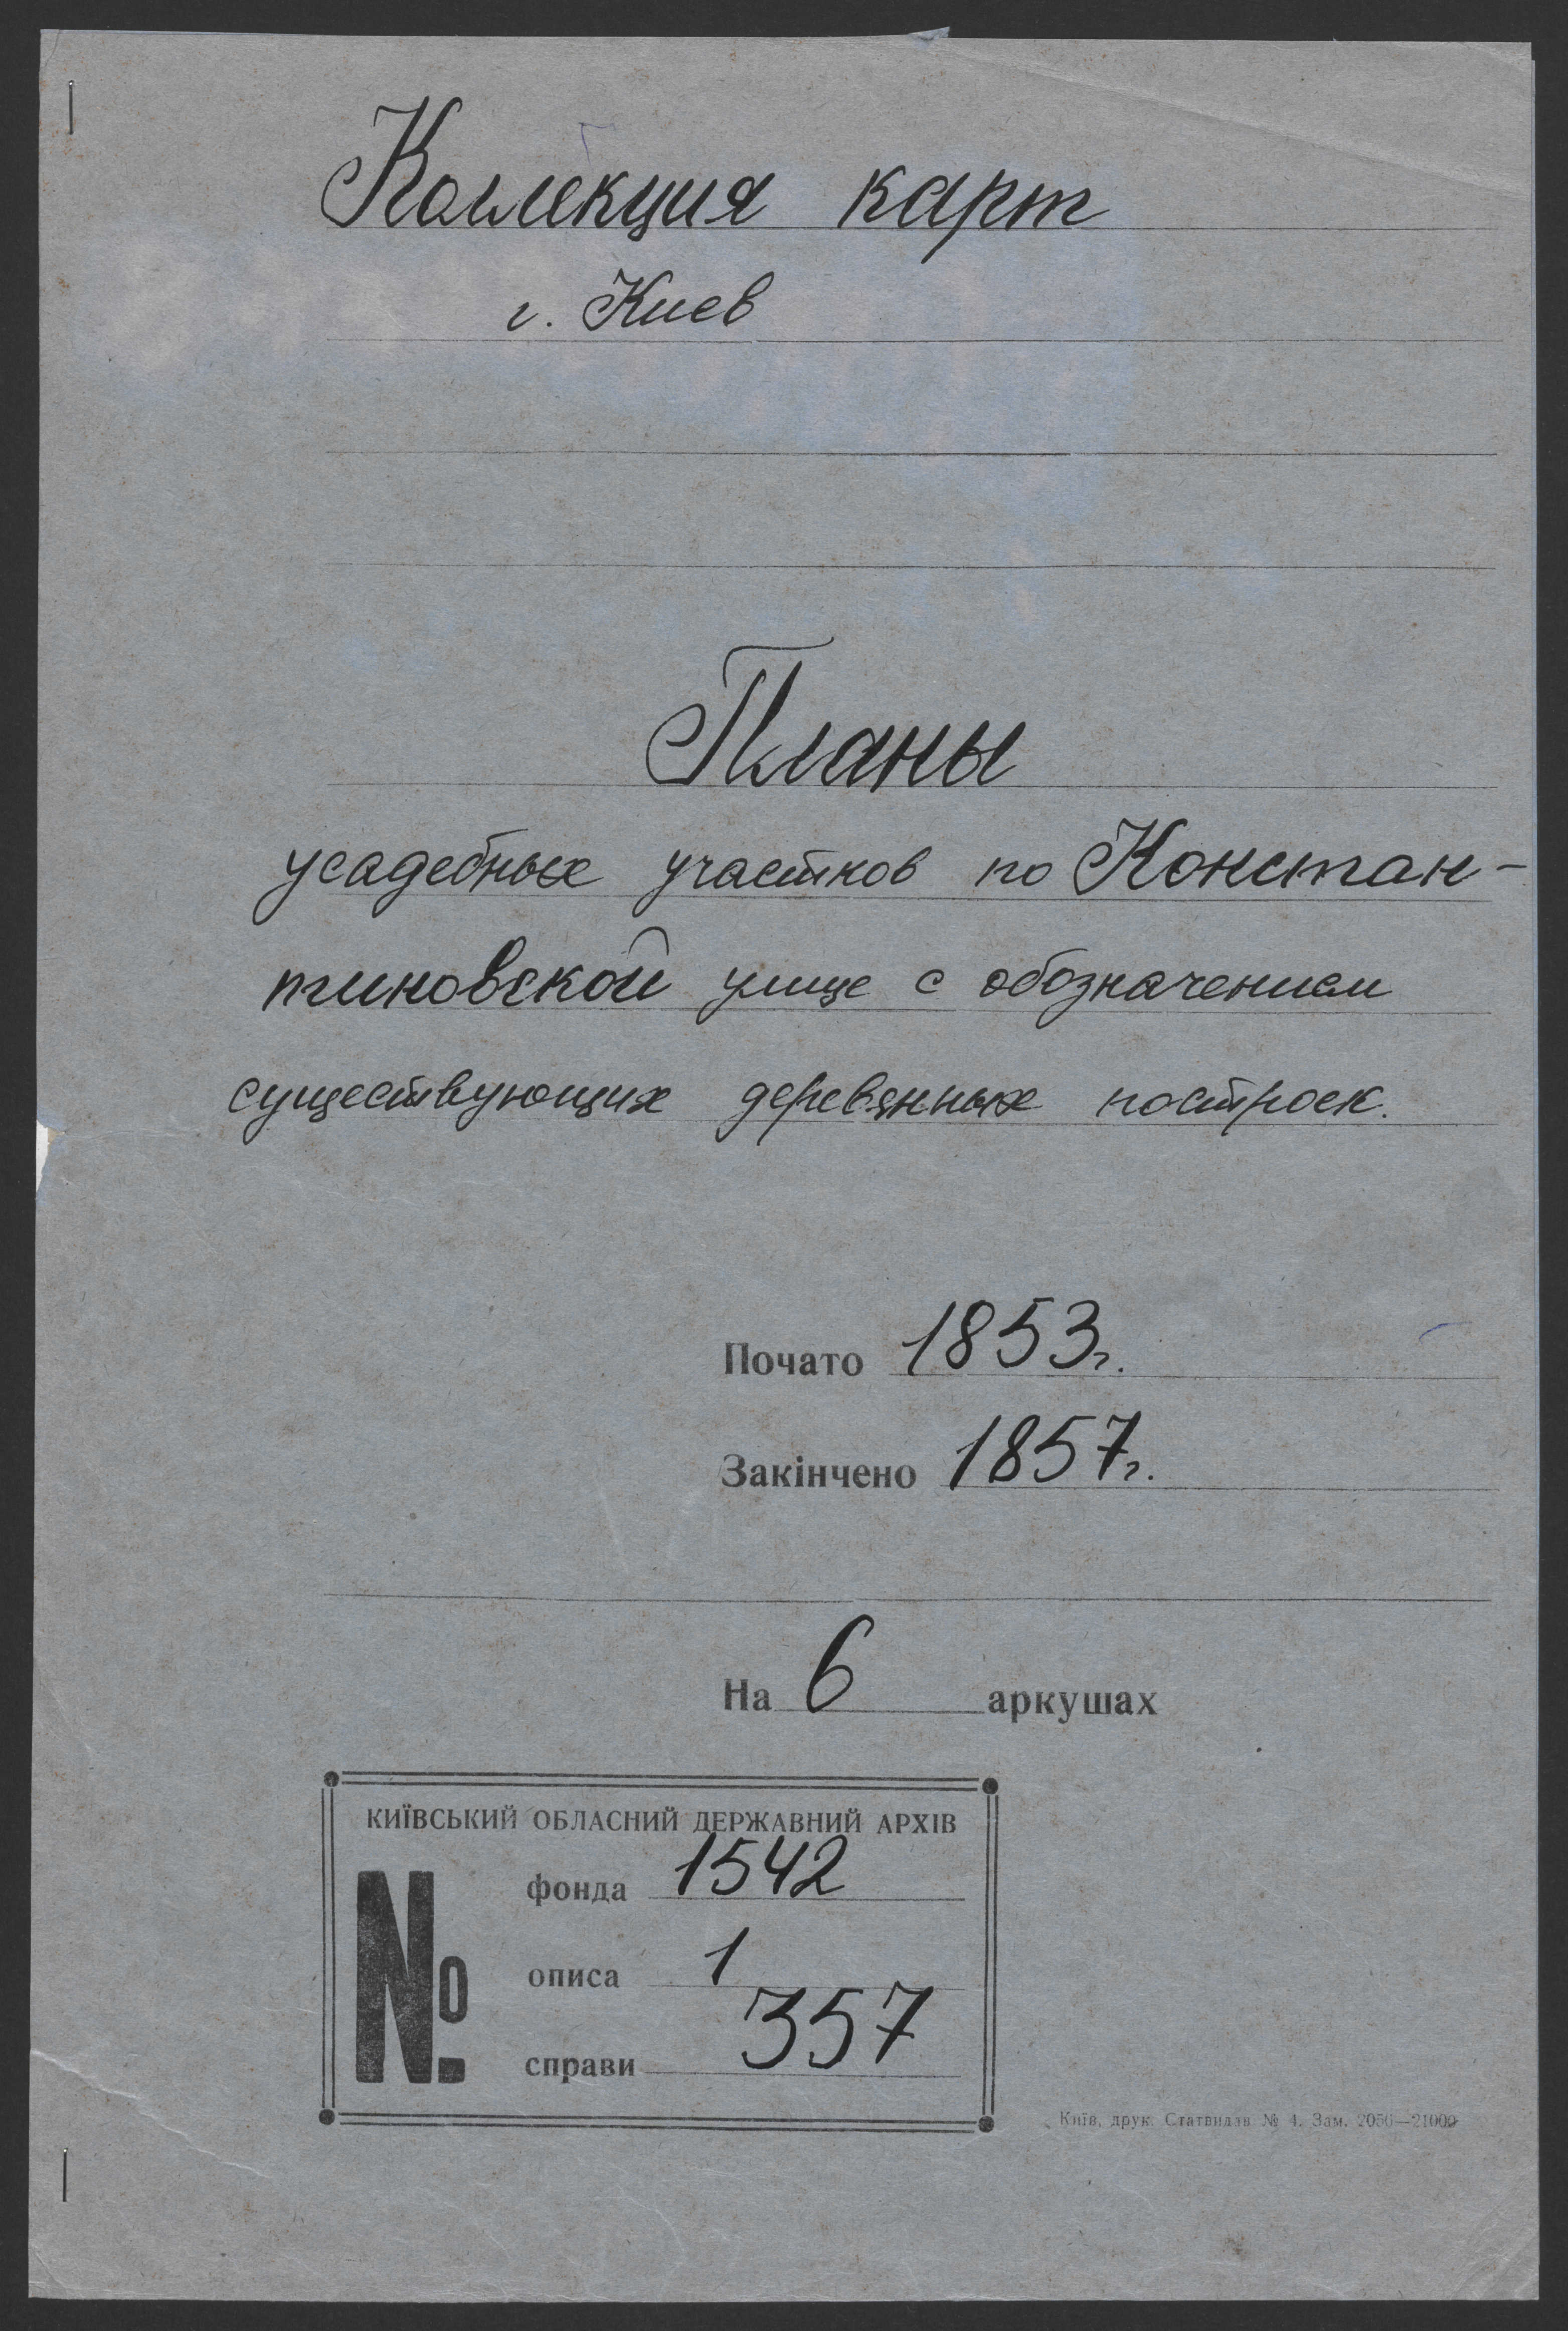 Коллекция карт
г. Киев
Планы
усадебных участков по Констан-
тиновской улице с обозначением
существующих деревянных построек.
Почато 1853 г.
Закінчено 1857 г.
На 6 аркушах
КИЇВСЬКИЙ ОБЛАСНИЙ ДЕРЖАВНИЙ АРХІВ
№
фонда 1542
описа 1
справи 357
Київ, друк. Статвидав № 4. Зам. 2056—21000